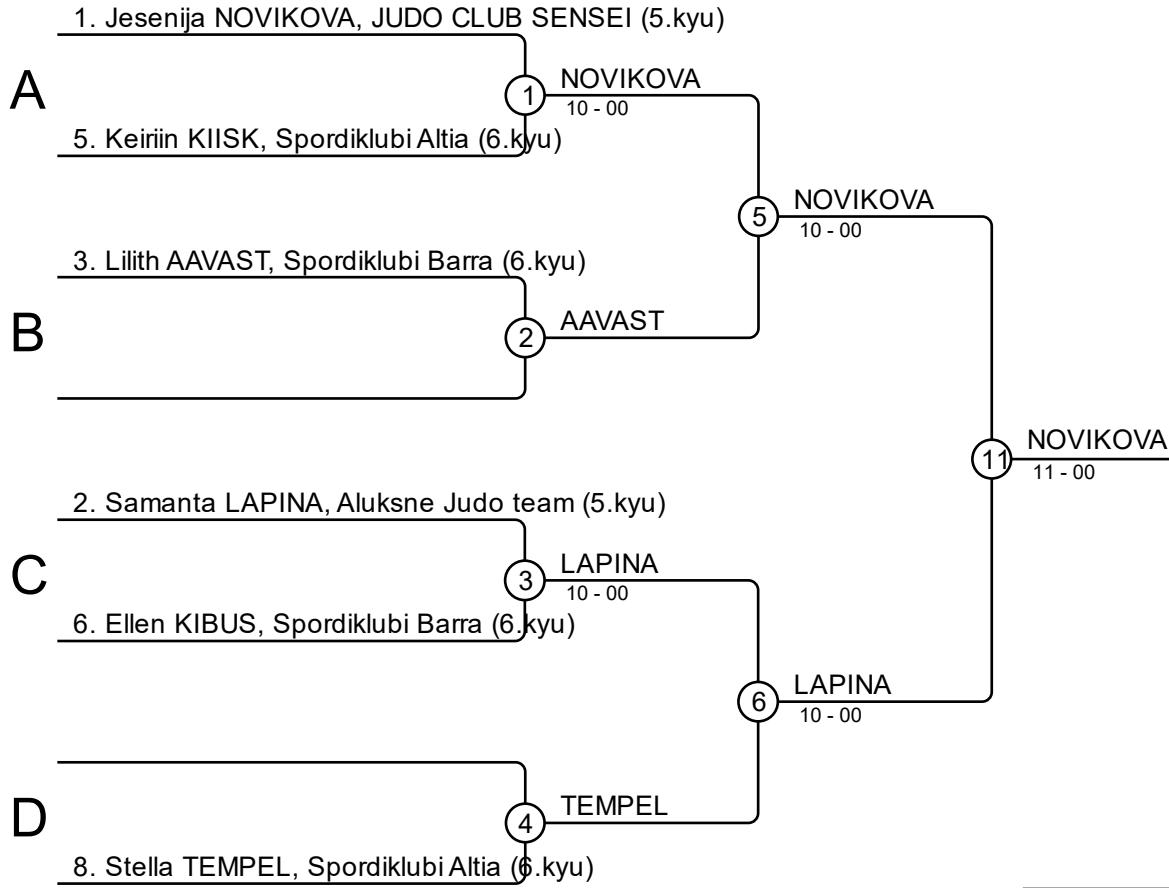 1. Jesenija NOVIKOVA, JUDO CLUB SENSEI (5.kyu)
A
1
NOVIKOVA
10 - 00
5. Keiriin KIISK, Spordiklubi Altia (6.kyu)
5
NOVIKOVA
10 - 00
3. Lilith AAVAST, Spordiklubi Barra (6.kyu)
B
2
AAVAST
11
NOVIKOVA
11 - 00
2. Samanta LAPINA, Aluksne Judo team (5.kyu)
C
3
LAPINA
10 - 00
6. Ellen KIBUS, Spordiklubi Barra (6.kyu)
6
LAPINA
10 - 00
D
4
TEMPEL
8. Stella TEMPEL, Spordiklubi Altia (6.kyu)